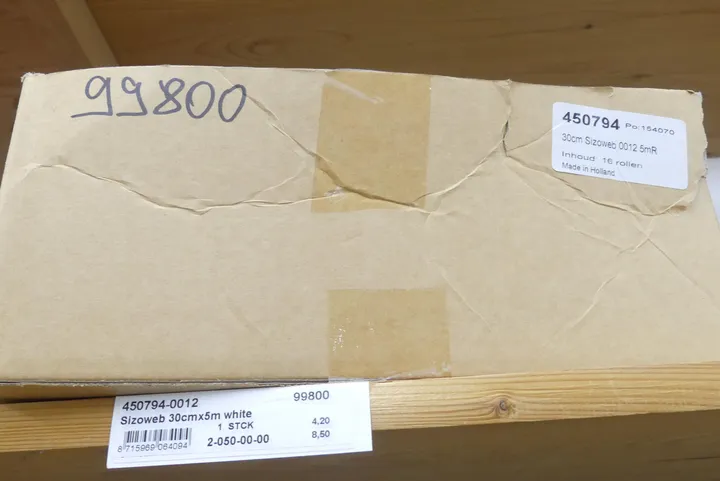 99800
450794 Po:154070
30cm Sizoweb 0012 5mR
Inhoud: 16 rollen
Made in Holland
450794-0012 99800
Sizoweb 30cmx5m white
1 STCK 4,20
2-050-00-00 8,50
8 715969 064094